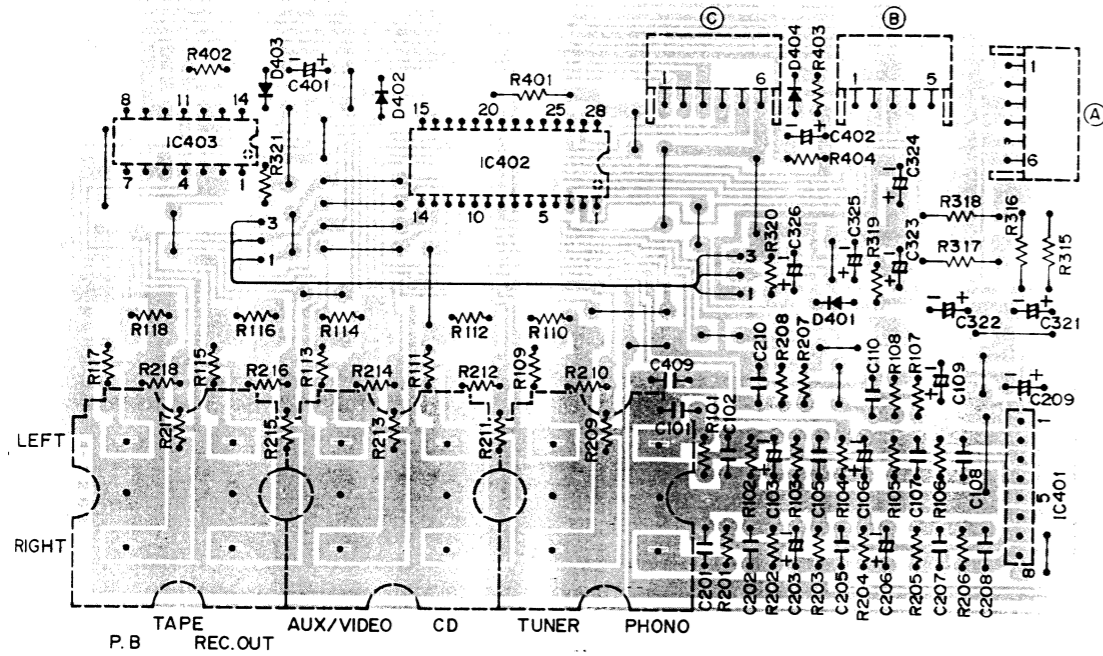 C
B
A
R402
D403
C401
D402
R401
D404
R403
8 11 14
15 20 25 28
1 6
1 5
1
6
IC403
IC402
R321
7 4 1
14 10 5 1
C402
R404
C324
3
1
R320
C326
C325
R319
C323
3
1
R318
R317
R316
R315
D401
C322
C321
R118
R116
R114
R112
R110
R117
R115
R113
R111
R109
R218
R216
R214
R212
R210
C409
C210
R208
R207
C110
R108
R107
C109
C209
R217
R215
R213
R211
R209
C101
R101
C102
LEFT
R102
C103
R103
C105
R104
C106
R105
C107
R106
C108
1
5
8
IC401
RIGHT
C201
R201
C202
R202
C203
R203
C205
R204
C206
R205
C207
R206
C208
TAPE
P.B
REC.OUT
AUX/VIDEO
CD
TUNER
PHONO